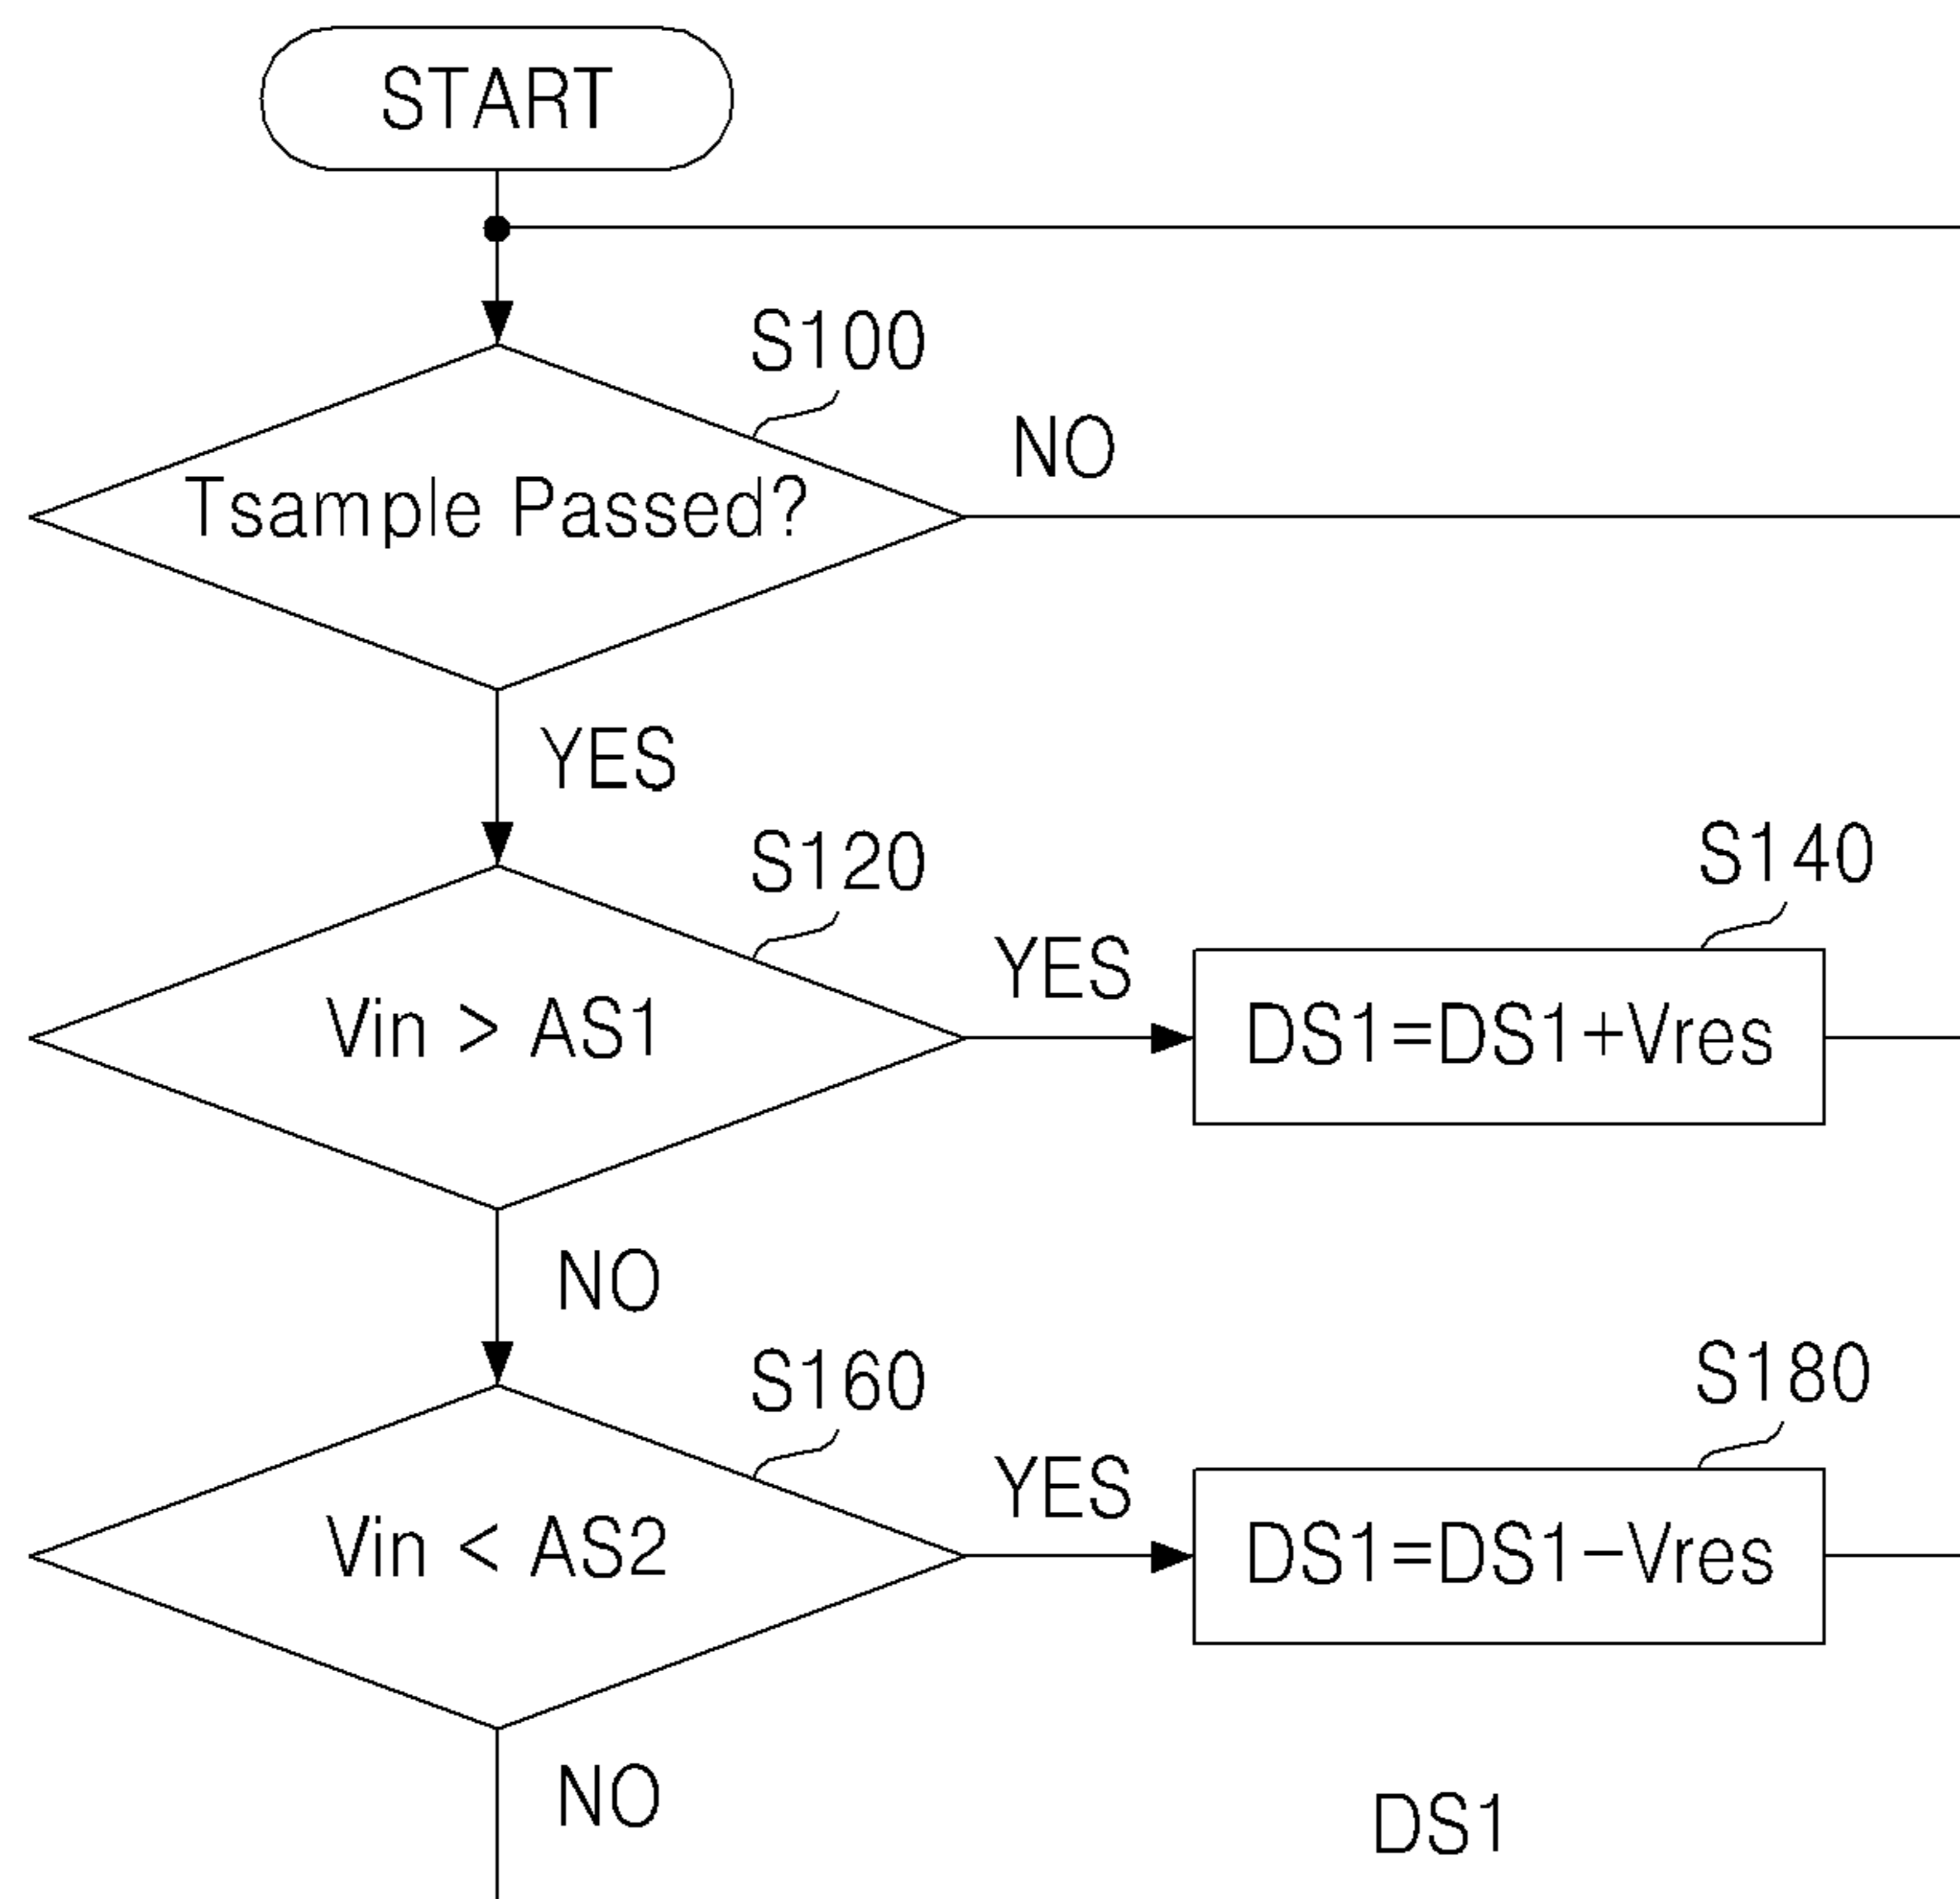 START
S100
NO
Tsample Passed?
YES
S120
S140
YES
Vin > AS1
DS1=DS1+Vres
NO
S160
S180
YES
Vin < AS2
DS1=DS1−Vres
NO
DS1